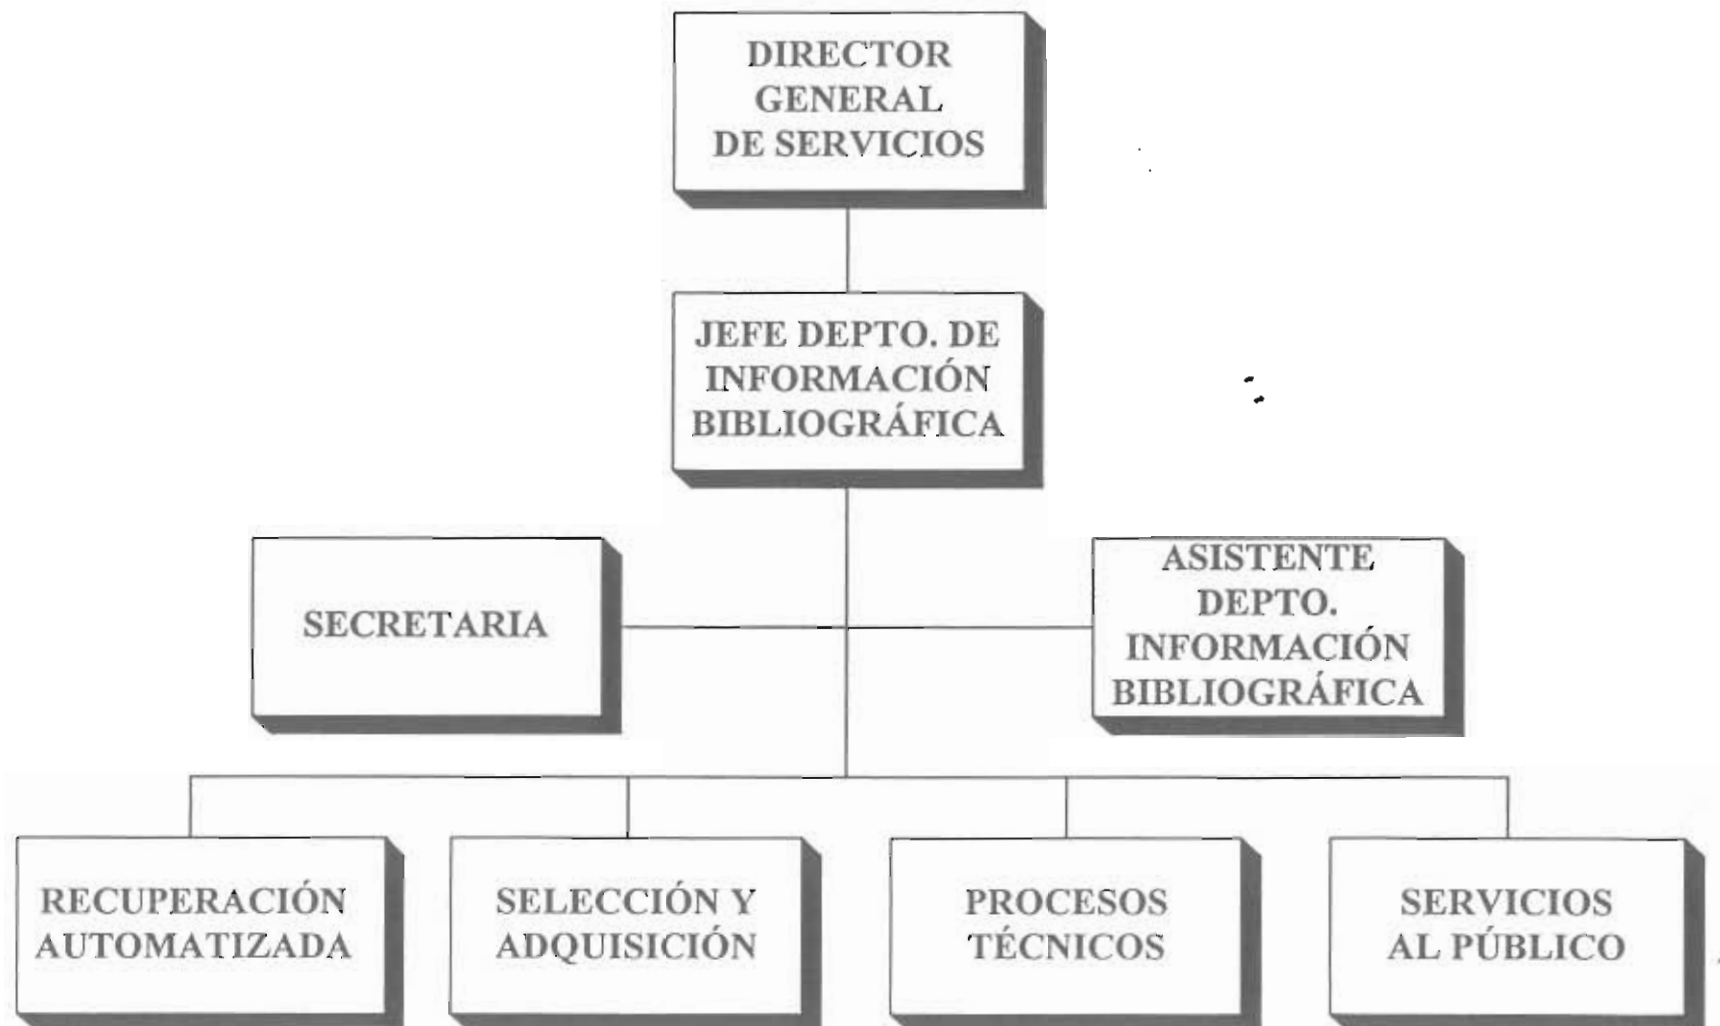 DIRECTOR
GENERAL
DE SERVICIOS
JEFE DEPTO. DE
INFORMACIÓN
BIBLIOGRÁFICA
SECRETARIA
ASISTENTE
DEPTO.
INFORMACIÓN
BIBLIOGRÁFICA
RECUPERACIÓN
AUTOMATIZADA
SELECCIÓN Y
ADQUISICIÓN
PROCESOS
TÉCNICOS
SERVICIOS
AL PÚBLICO